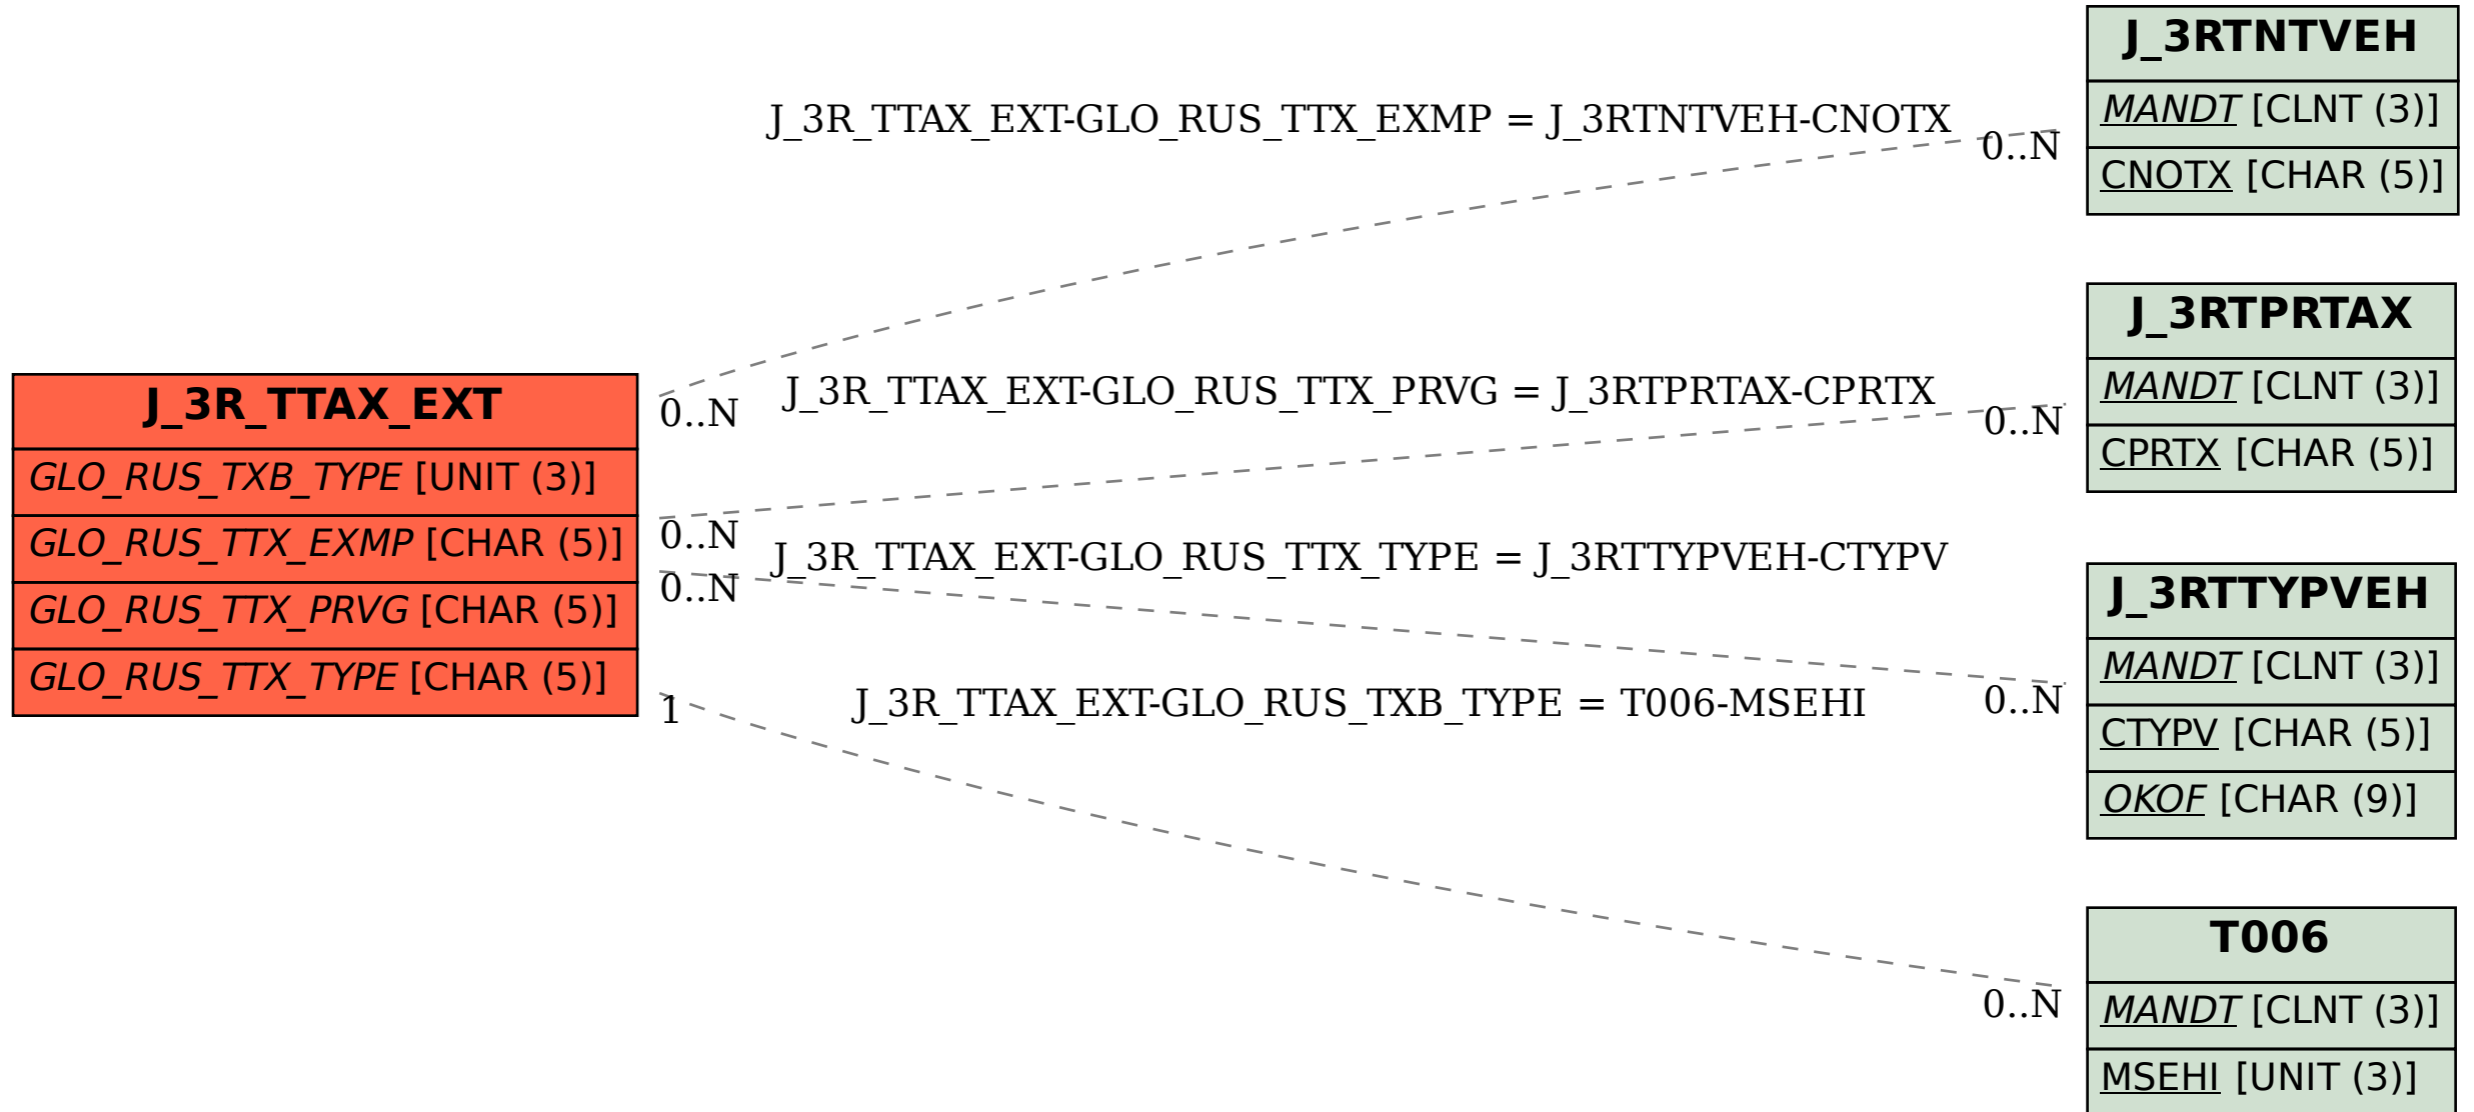 J_3R_TTAX_EXT
GLO_RUS_TXB_TYPE [UNIT (3)]
GLO_RUS_TTX_EXMP [CHAR (5)]
GLO_RUS_TTX_PRVG [CHAR (5)]
GLO_RUS_TTX_TYPE [CHAR (5)]
J_3R_TTAX_EXT-GLO_RUS_TTX_EXMP = J_3RTNTVEH-CNOTX
0..N
0..N
J_3R_TTAX_EXT-GLO_RUS_TTX_PRVG = J_3RTPRTAX-CPRTX
0..N
0..N
J_3R_TTAX_EXT-GLO_RUS_TTX_TYPE = J_3RTTYPVEH-CTYPV
0..N
0..N
J_3R_TTAX_EXT-GLO_RUS_TXB_TYPE = T006-MSEHI
1
0..N
J_3RTNTVEH
MANDT [CLNT (3)]
CNOTX [CHAR (5)]
J_3RTPRTAX
MANDT [CLNT (3)]
CPRTX [CHAR (5)]
J_3RTTYPVEH
MANDT [CLNT (3)]
CTYPV [CHAR (5)]
OKOF [CHAR (9)]
T006
MANDT [CLNT (3)]
MSEHI [UNIT (3)]